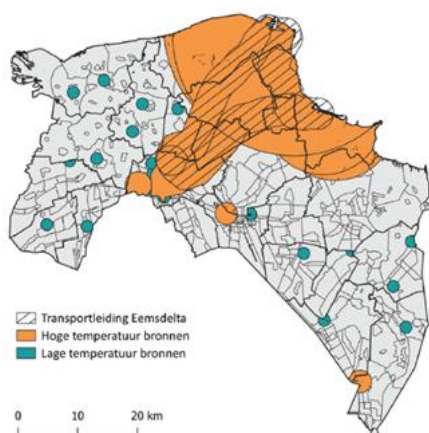 Transportleiding Eemsdelta
Hoge temperatuur bronnen
Lage temperatuur bronnen
0 10 20 km